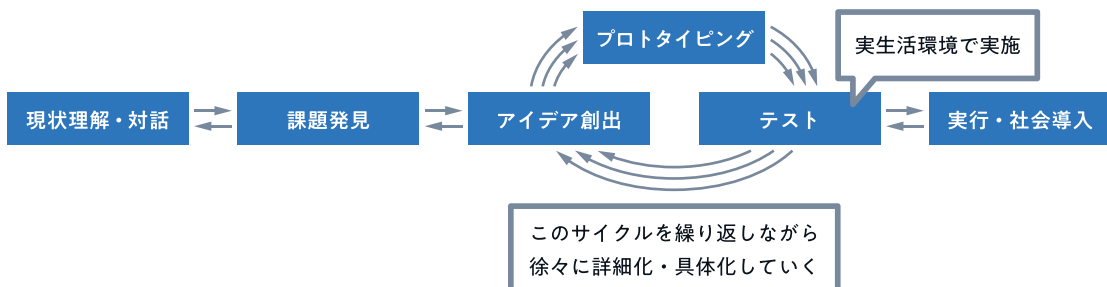 プロトタイピング
実生活環境で実施
現状理解・対話
課題発見
アイデア創出
テスト
実行・社会導入
このサイクルを繰り返しながら
徐々に詳細化・具体化していく